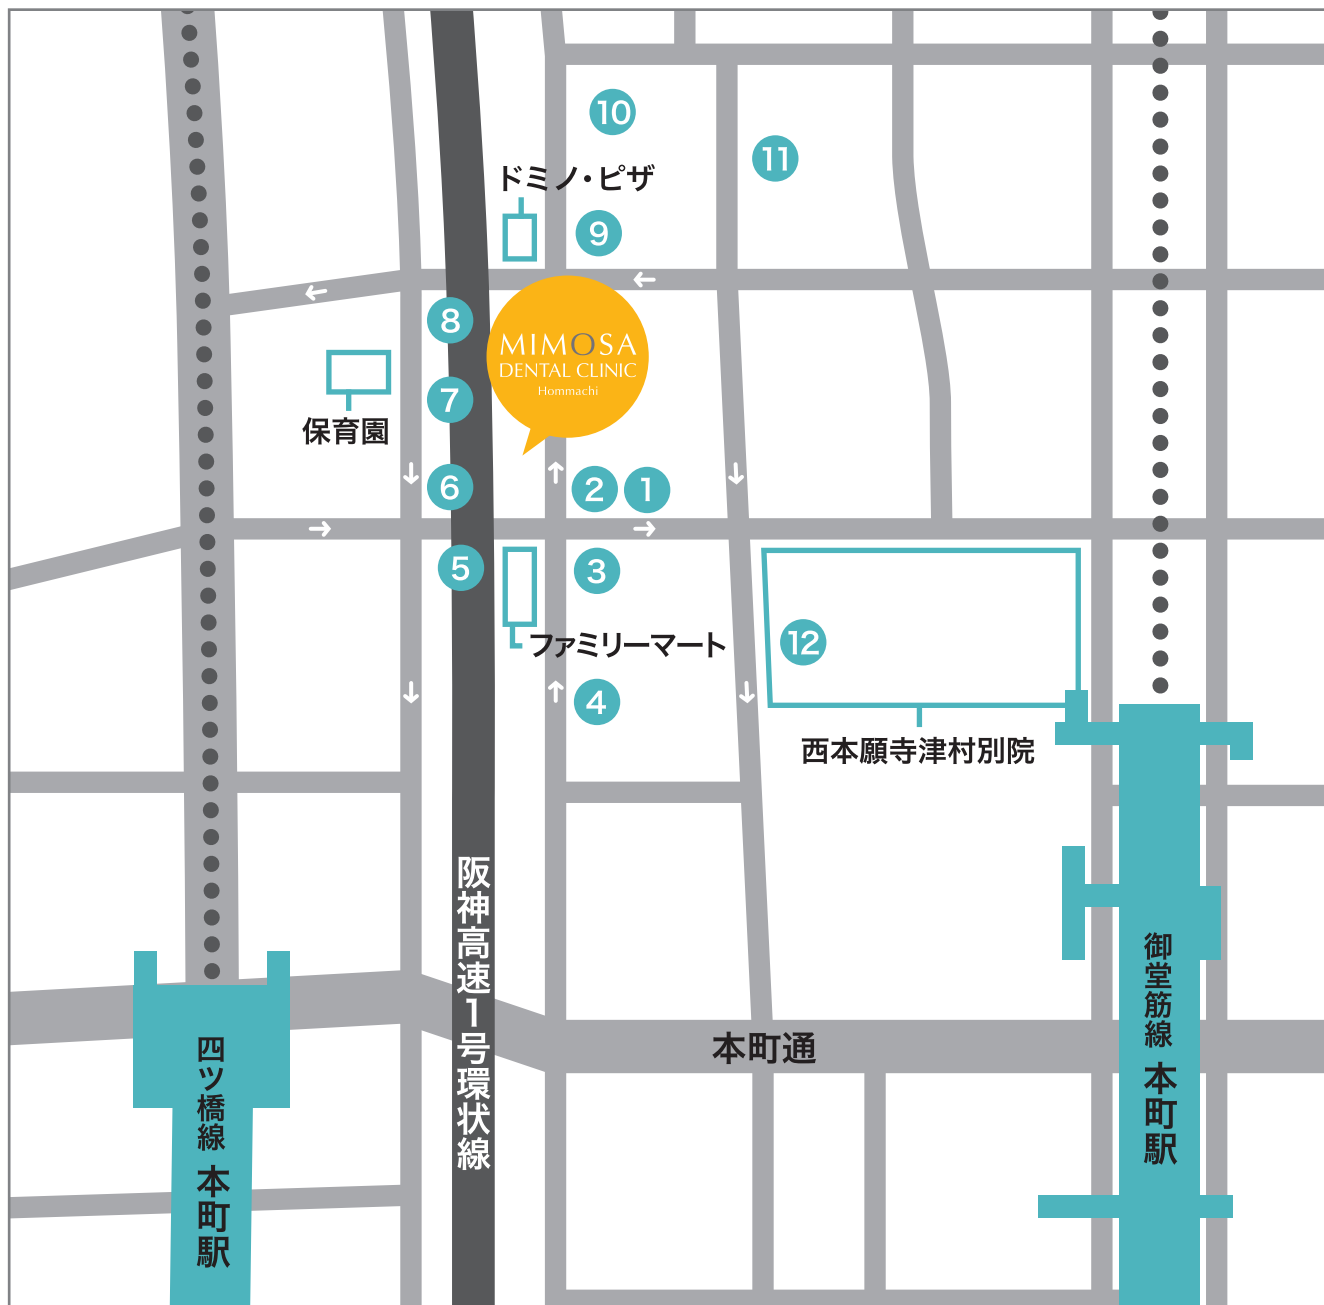 10
11
ドミノ・ピザ
9
8
MIMOSA
DENTAL CLINIC
Hommachi
7
保育園
6
2
1
5
3
ファミリーマート
12
4
西本願寺津村別院
阪神高速1号環状線
御堂筋線 本町駅
本町通
四ツ橋線 本町駅